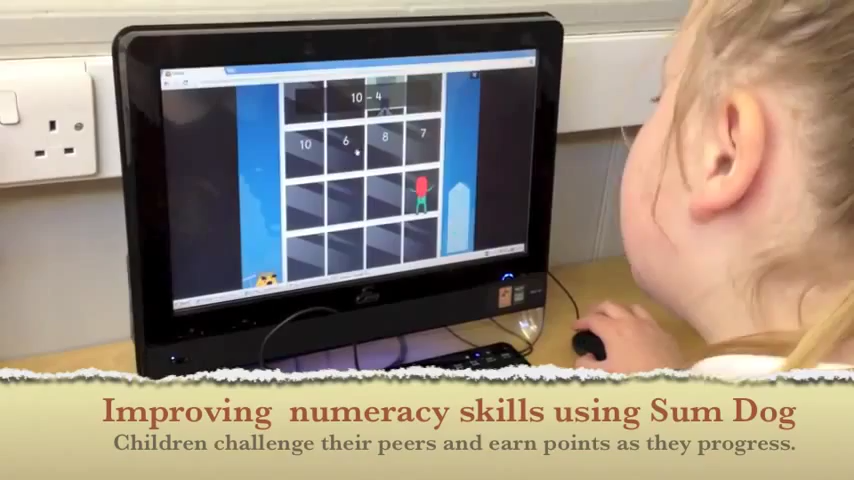 10 - 4
10 6 8 7
Improving numeracy skills using Sum Dog
Children challenge their peers and earn points as they progress.